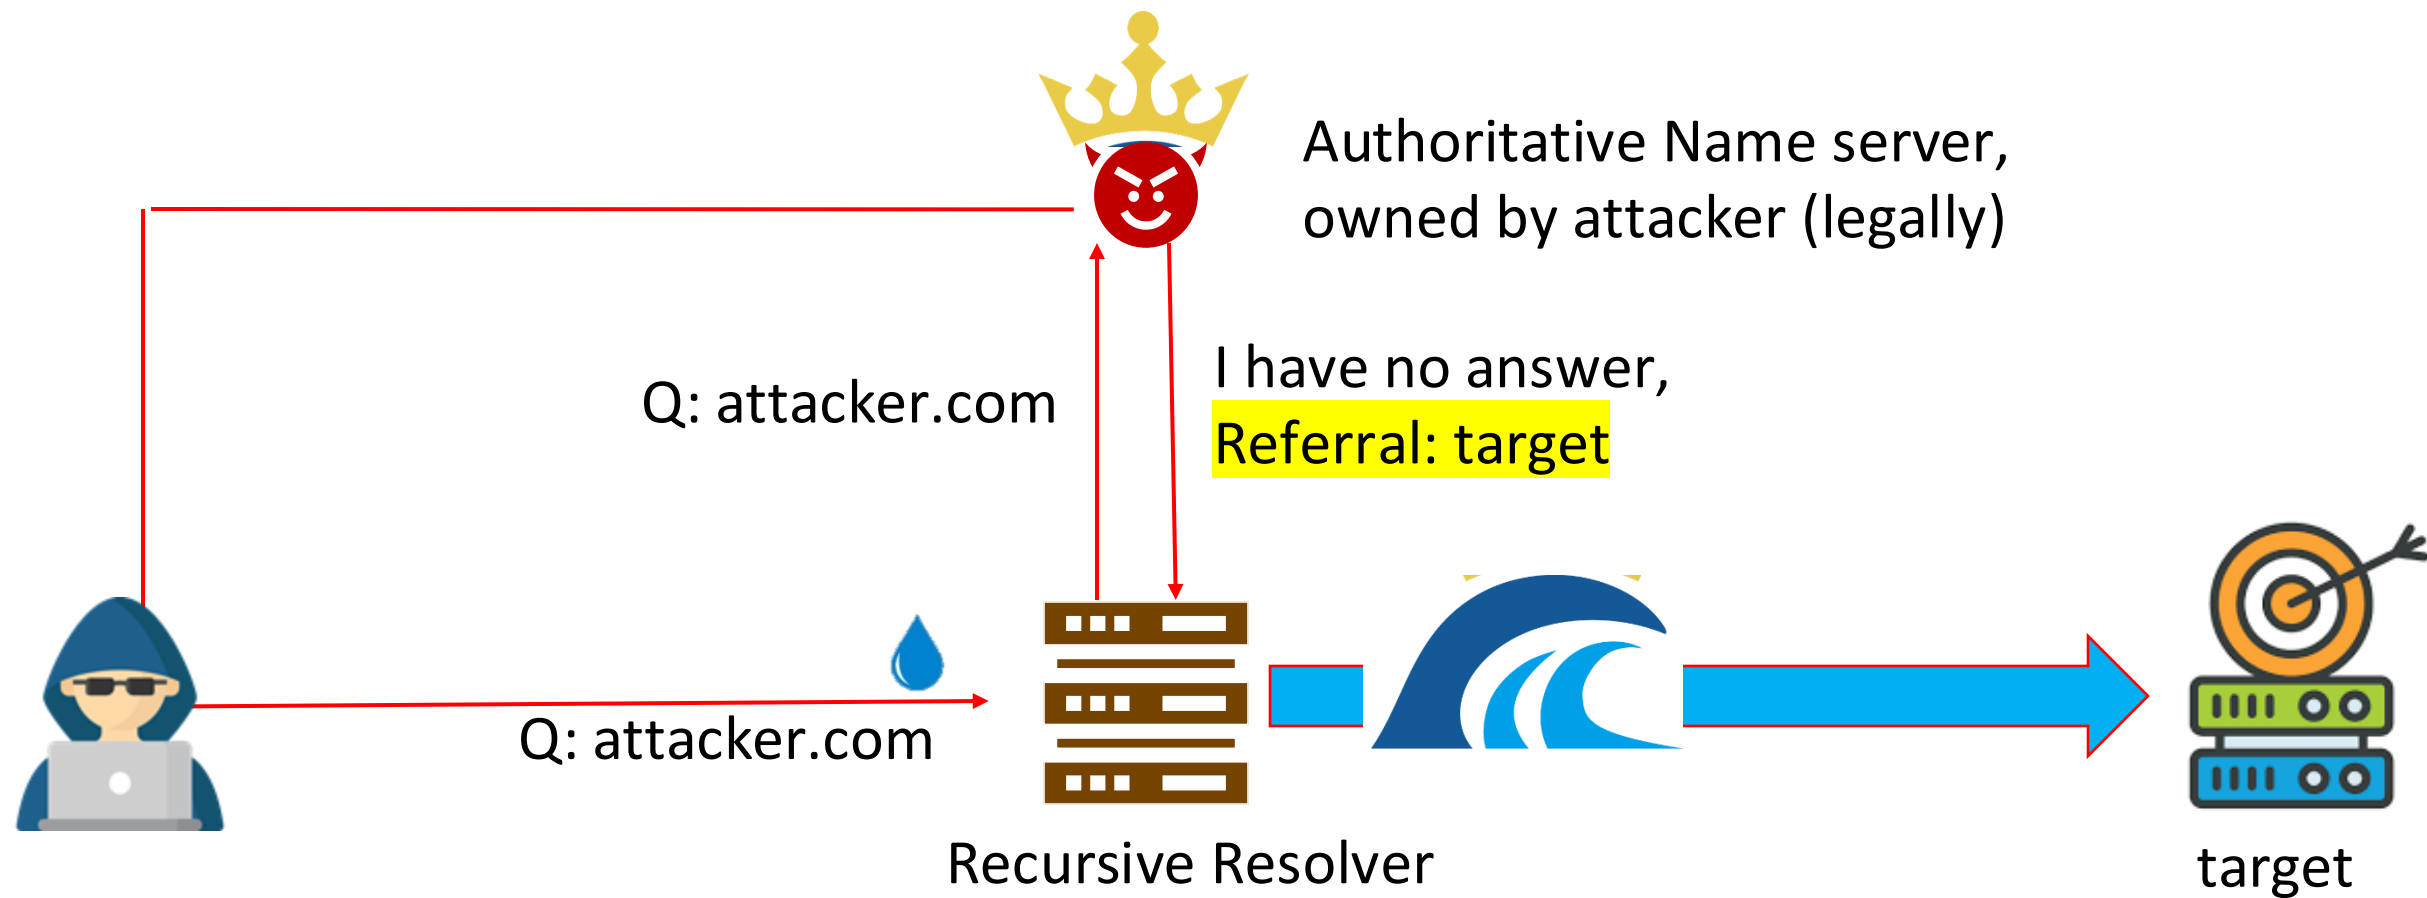 Authoritative Name server,
owned by attacker (legally)
I have no answer,
Q: attacker.com
Referral: target
Q: attacker.com
Recursive Resolver
target